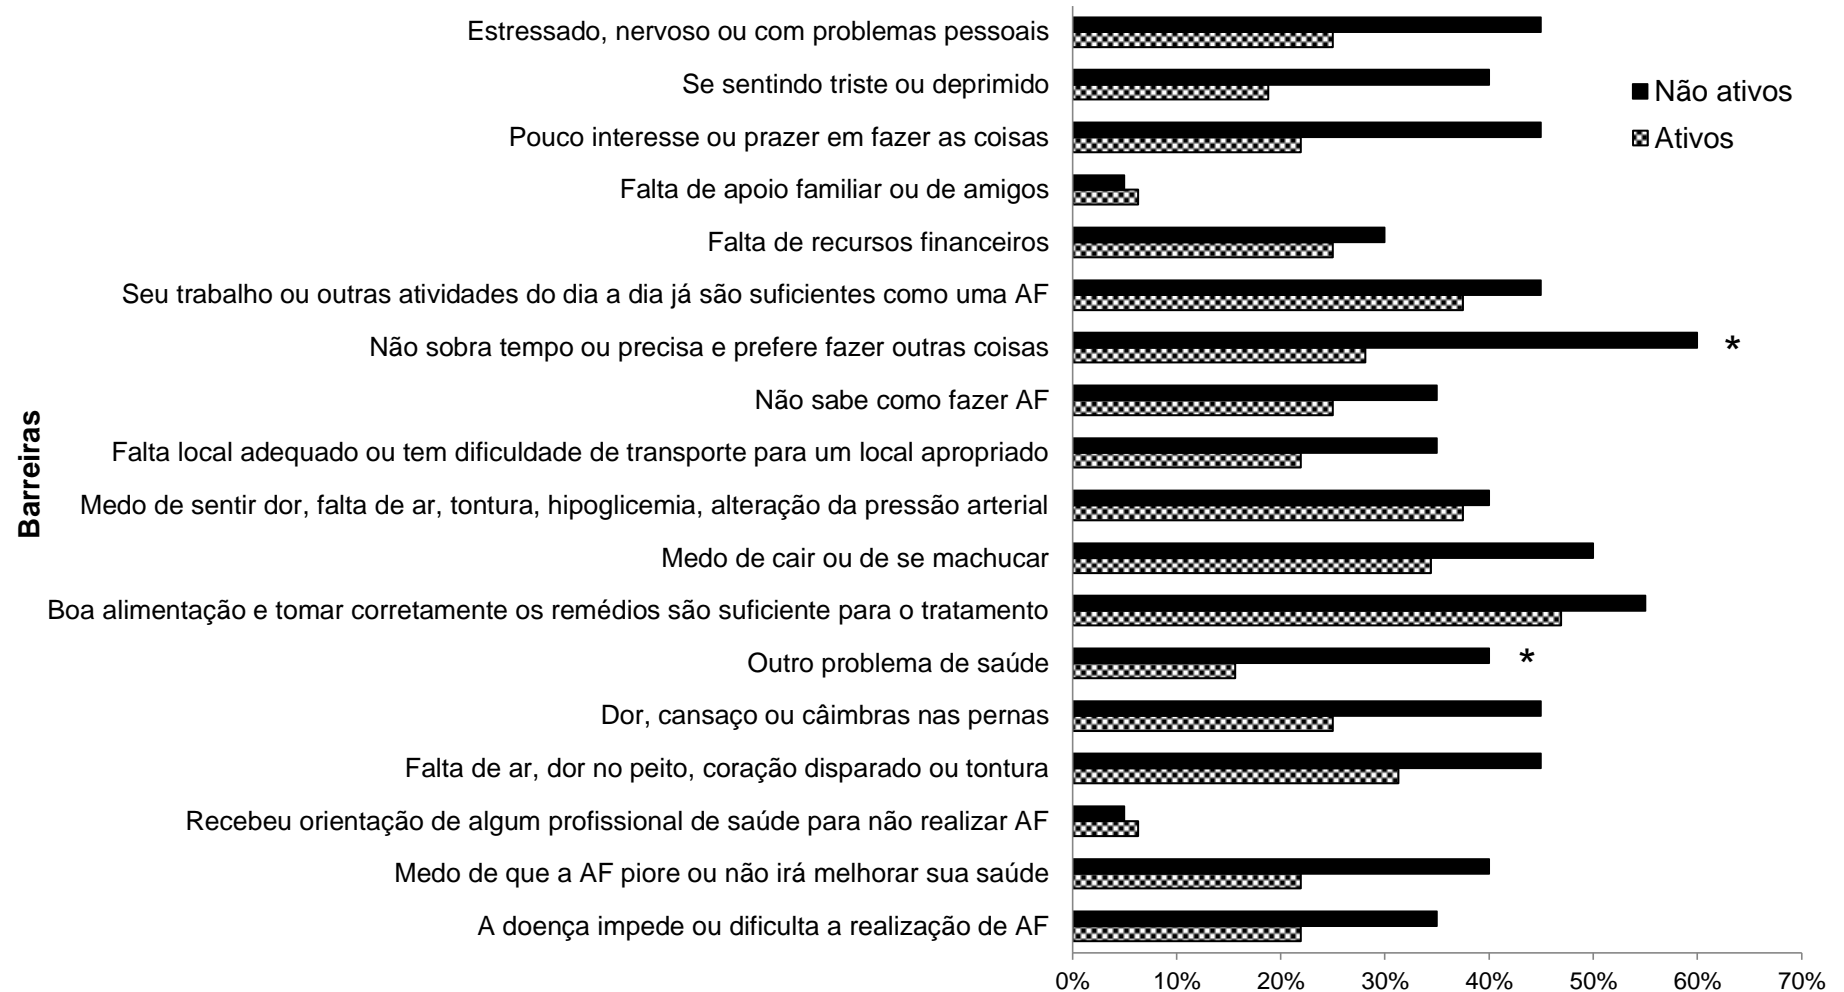 Estressado, nervoso ou com problemas pessoais
Se sentindo triste ou deprimido
Pouco interesse ou prazer em fazer as coisas
Falta de apoio familiar ou de amigos
Falta de recursos financeiros
Seu trabalho ou outras atividades do dia a dia já são suficientes como uma AF
Não sobra tempo ou precisa e prefere fazer outras coisas
*
Não sabe como fazer AF
Falta local adequado ou tem dificuldade de transporte para um local apropriado
Medo de sentir dor, falta de ar, tontura, hipoglicemia, alteração da pressão arterial
Medo de cair ou de se machucar
Boa alimentação e tomar corretamente os remédios são suficiente para o tratamento
Outro problema de saúde
*
Dor, cansaço ou câimbras nas pernas
Falta de ar, dor no peito, coração disparado ou tontura
Recebeu orientação de algum profissional de saúde para não realizar AF
Medo de que a AF piore ou não irá melhorar sua saúde
A doença impede ou dificulta a realização de AF
Barreiras
Não ativos
Ativos
0% 10% 20% 30% 40% 50% 60% 70%